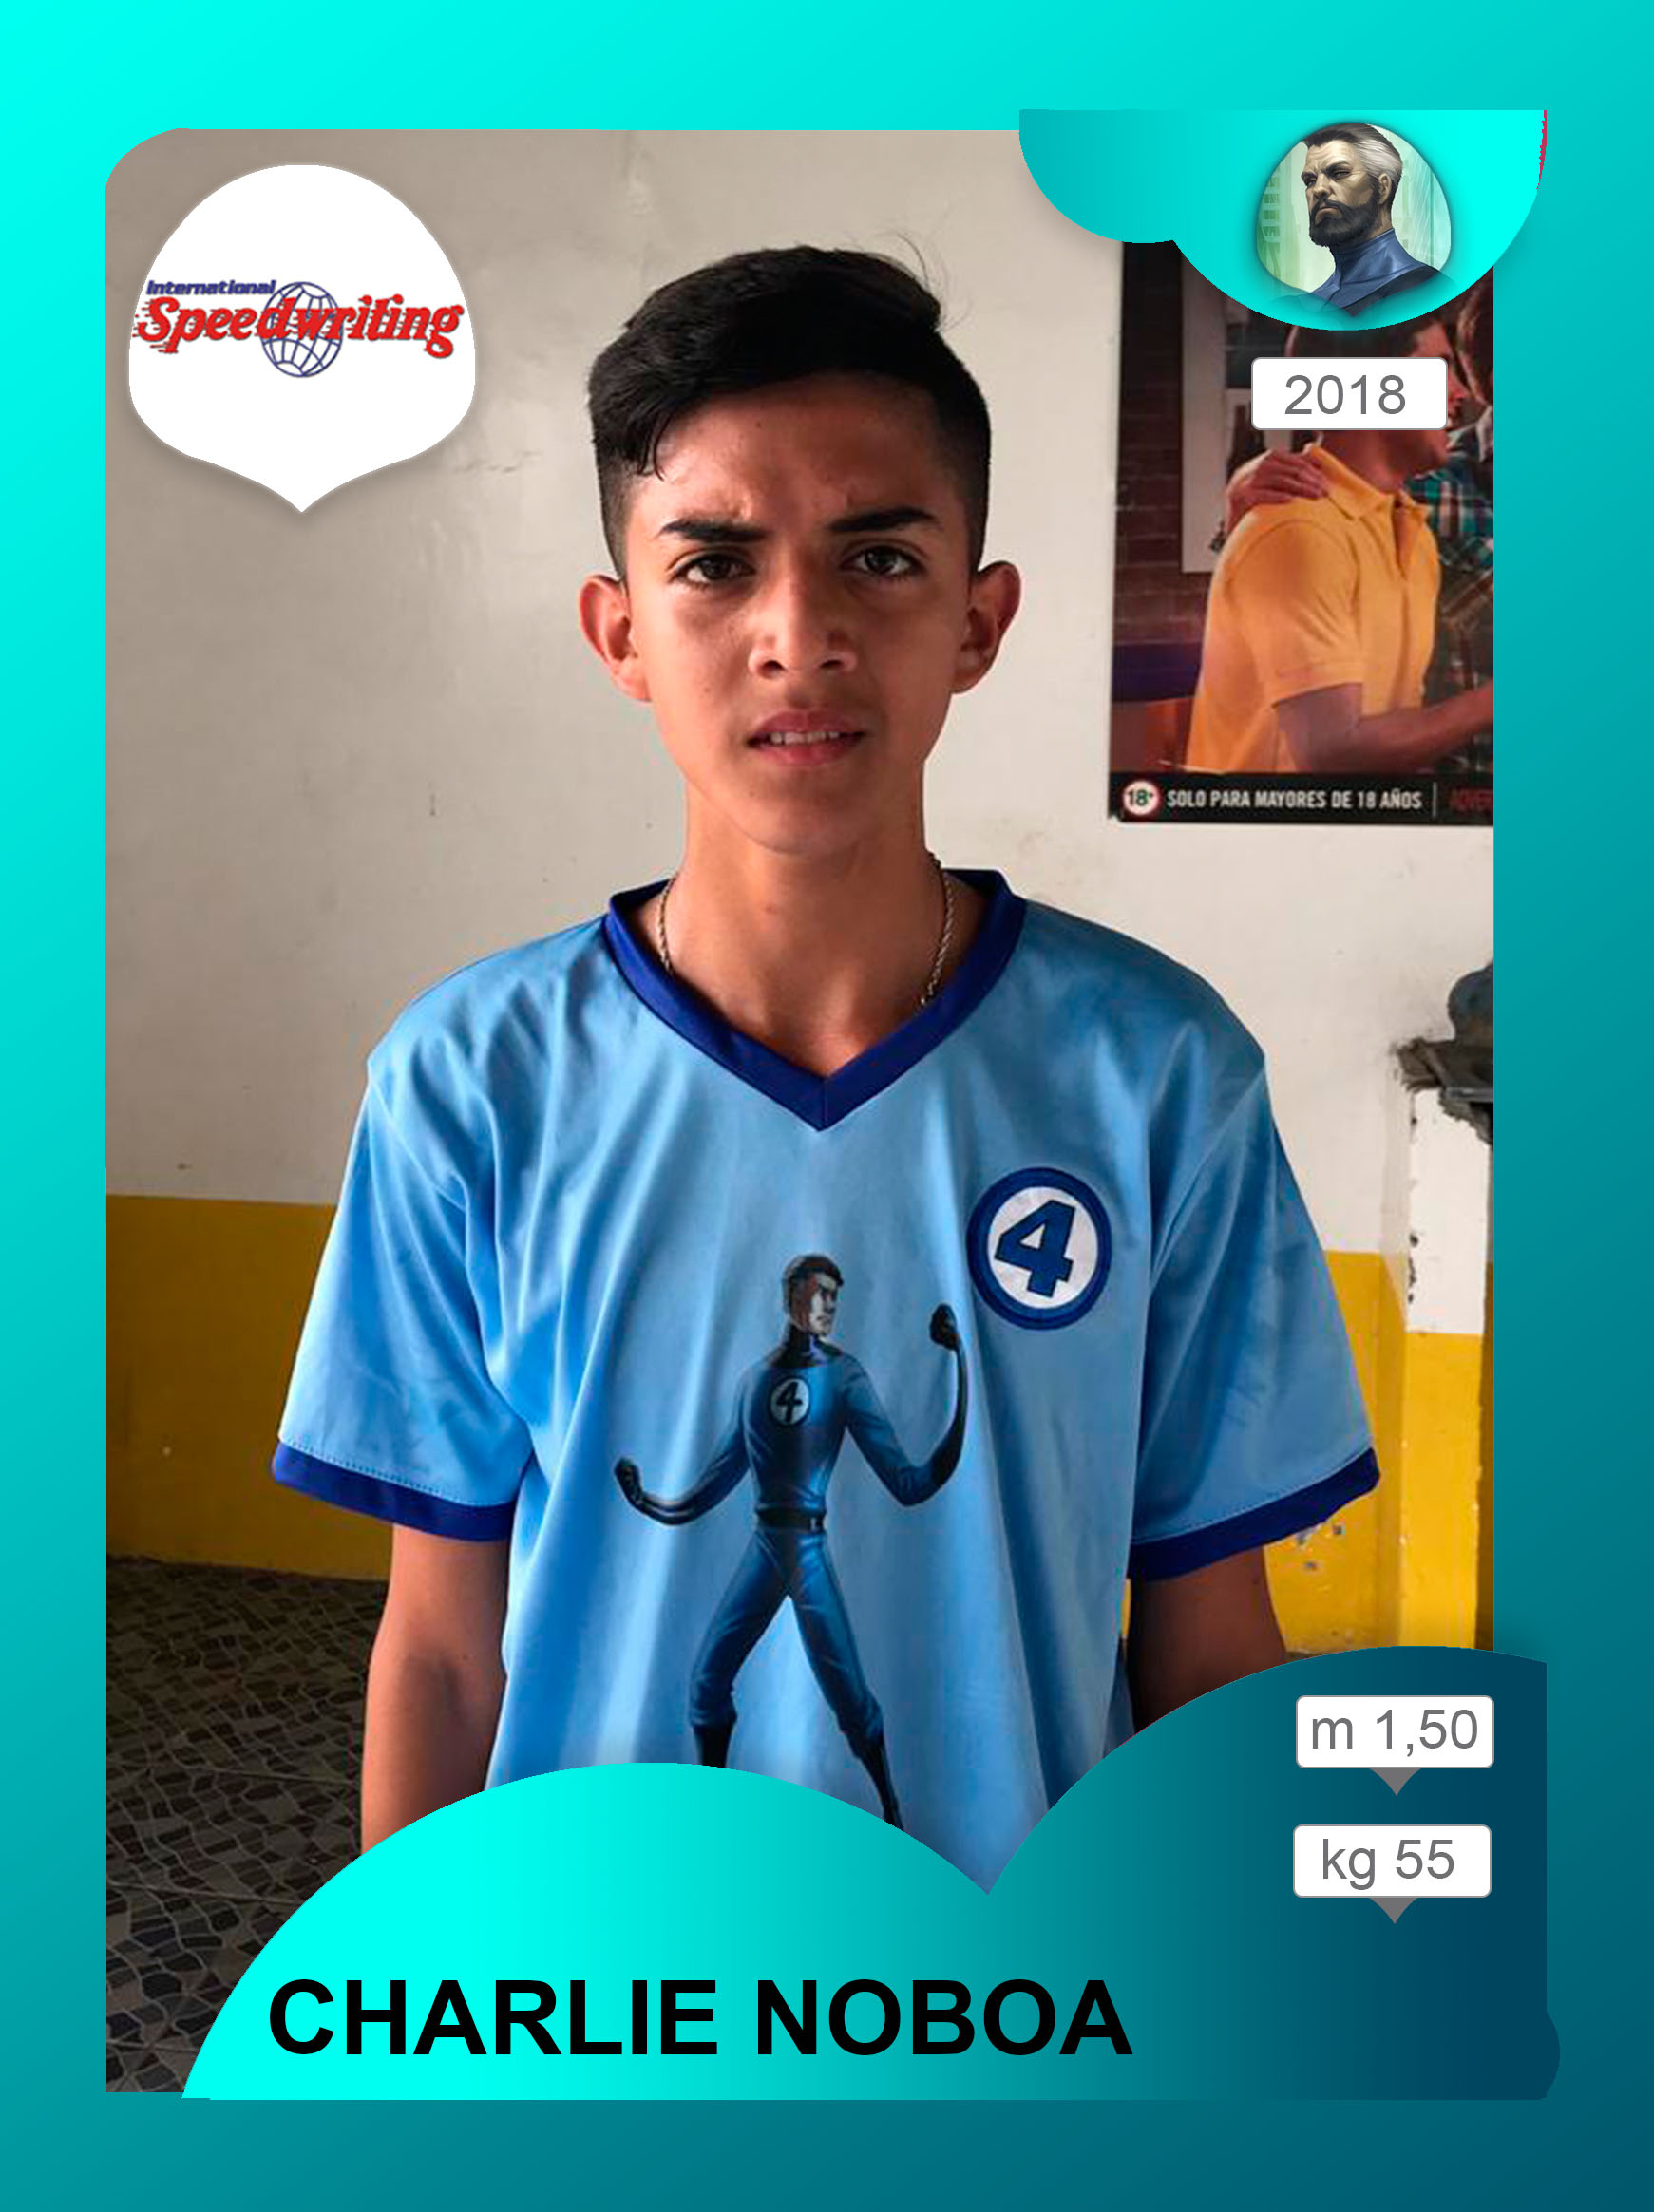 International
Speedwriting
2018
18+ SOLO PARA MAYORES DE 18 AÑOS
4
4
m 1,50
kg 55
CHARLIE NOBOA